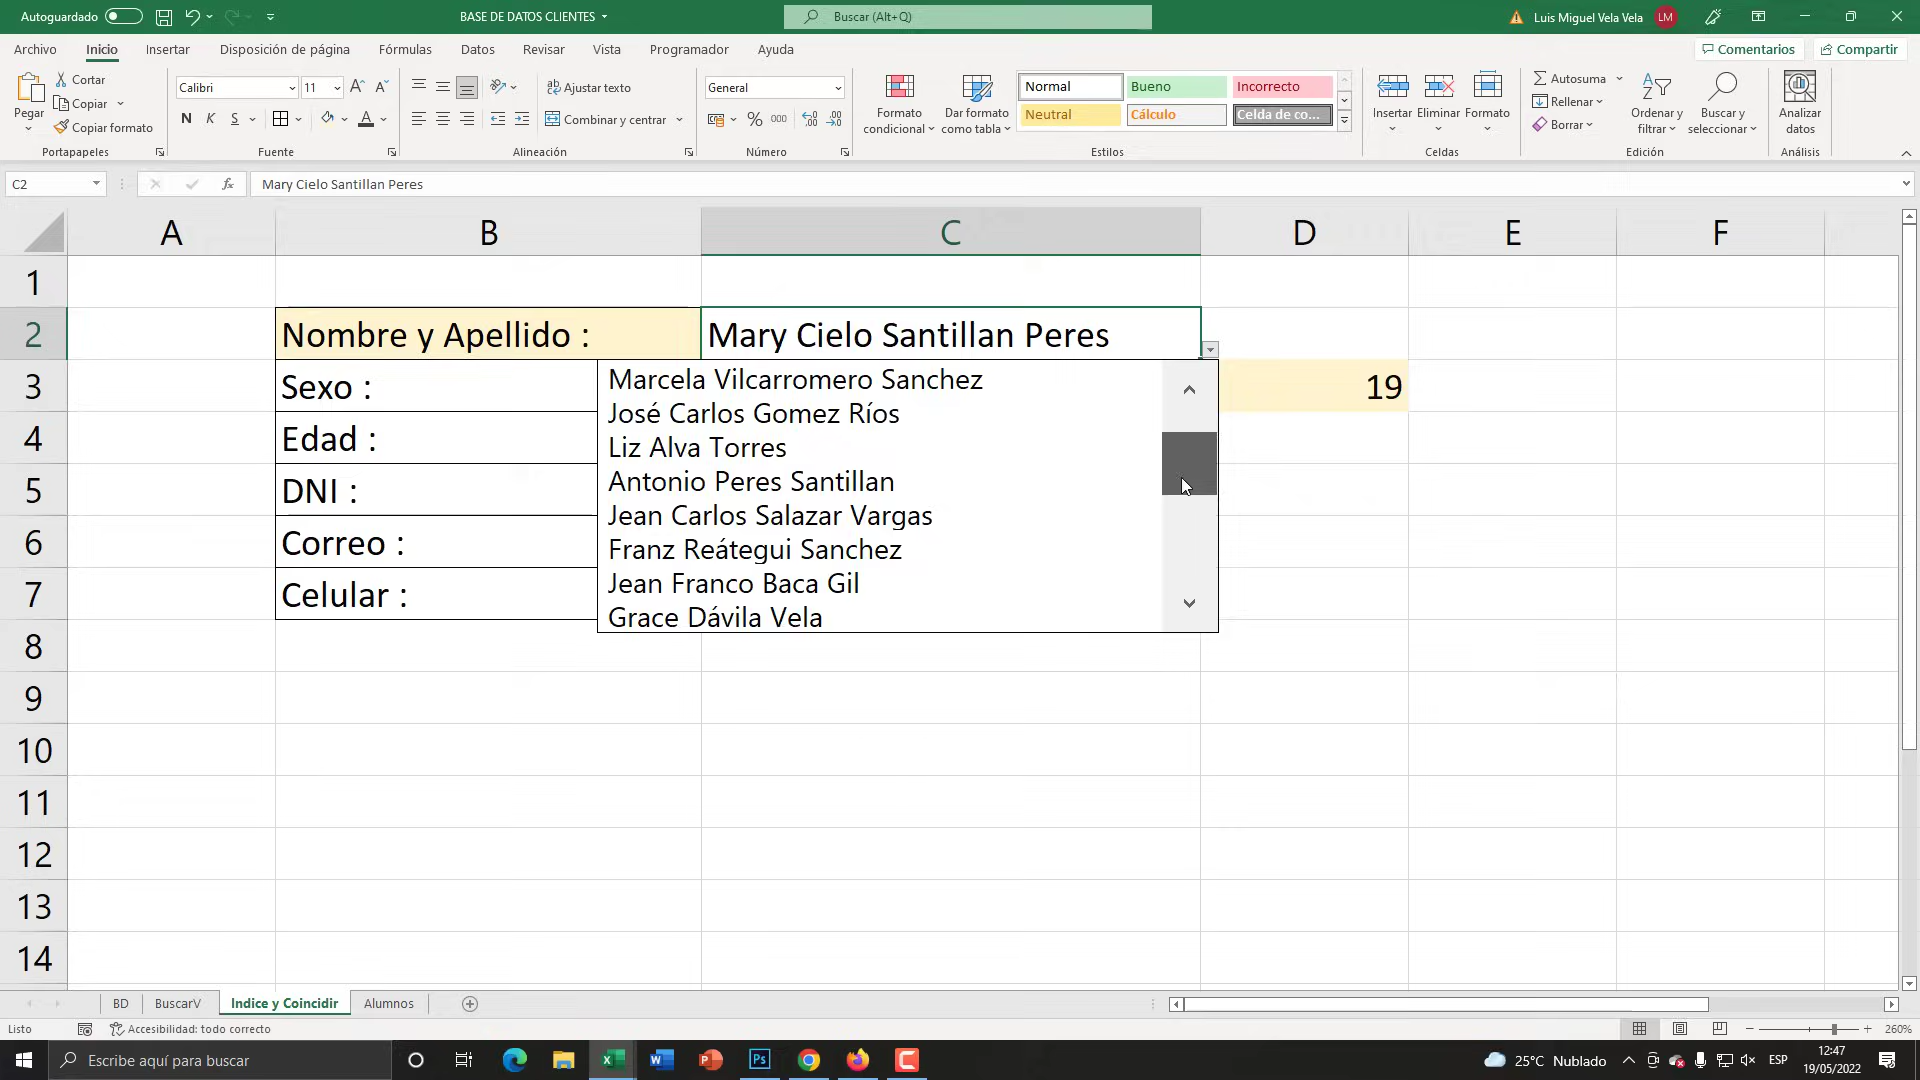 Autoguardado
BASE DE DATOS CLIENTES
Buscar (Alt+Q)
Luis Miguel Vela Vela
LM
Archivo
Inicio
Insertar
Disposición de página
Fórmulas
Datos
Revisar
Vista
Programador
Ayuda
Comentarios
Compartir
Pegar
Cortar
Copiar
Copiar formato
Portapapeles
Calibri
11
N K S
Fuente
Ajustar texto
Combinar y centrar
Alineación
General
% 000
Número
Formato condicional
Dar formato como tabla
Normal
Bueno
Incorrecto
Neutral
Cálculo
Celda de co...
Estilos
Insertar
Eliminar
Formato
Celdas
Autosuma
Rellenar
Borrar
Ordenar y filtrar
Buscar y seleccionar
Edición
Analizar datos
Análisis
C2
fx
Mary Cielo Santillan Peres
A B C D E F
1
2 Nombre y Apellido : Mary Cielo Santillan Peres
3 Sexo : 19
4 Edad :
5 DNI :
6 Correo :
7 Celular :
Marcela Vilcarromero Sanchez
José Carlos Gomez Ríos
Liz Alva Torres
Antonio Peres Santillan
Jean Carlos Salazar Vargas
Franz Reátegui Sanchez
Jean Franco Baca Gil
Grace Dávila Vela
8
9
10
11
12
13
14
BD
BuscarV
Indice y Coincidir
Alumnos
Listo
Accesibilidad: todo correcto
260%
Escribe aquí para buscar
25°C Nublado
ESP
12:47
19/05/2022